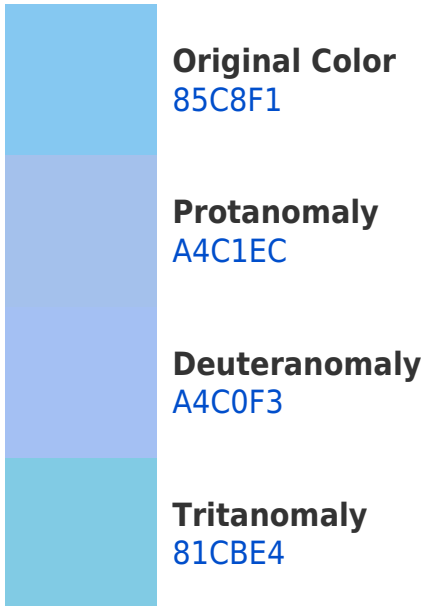 Original Color
85C8F1
Protanomaly
A4C1EC
Deuteranomaly
A4C0F3
Tritanomaly
81CBE4